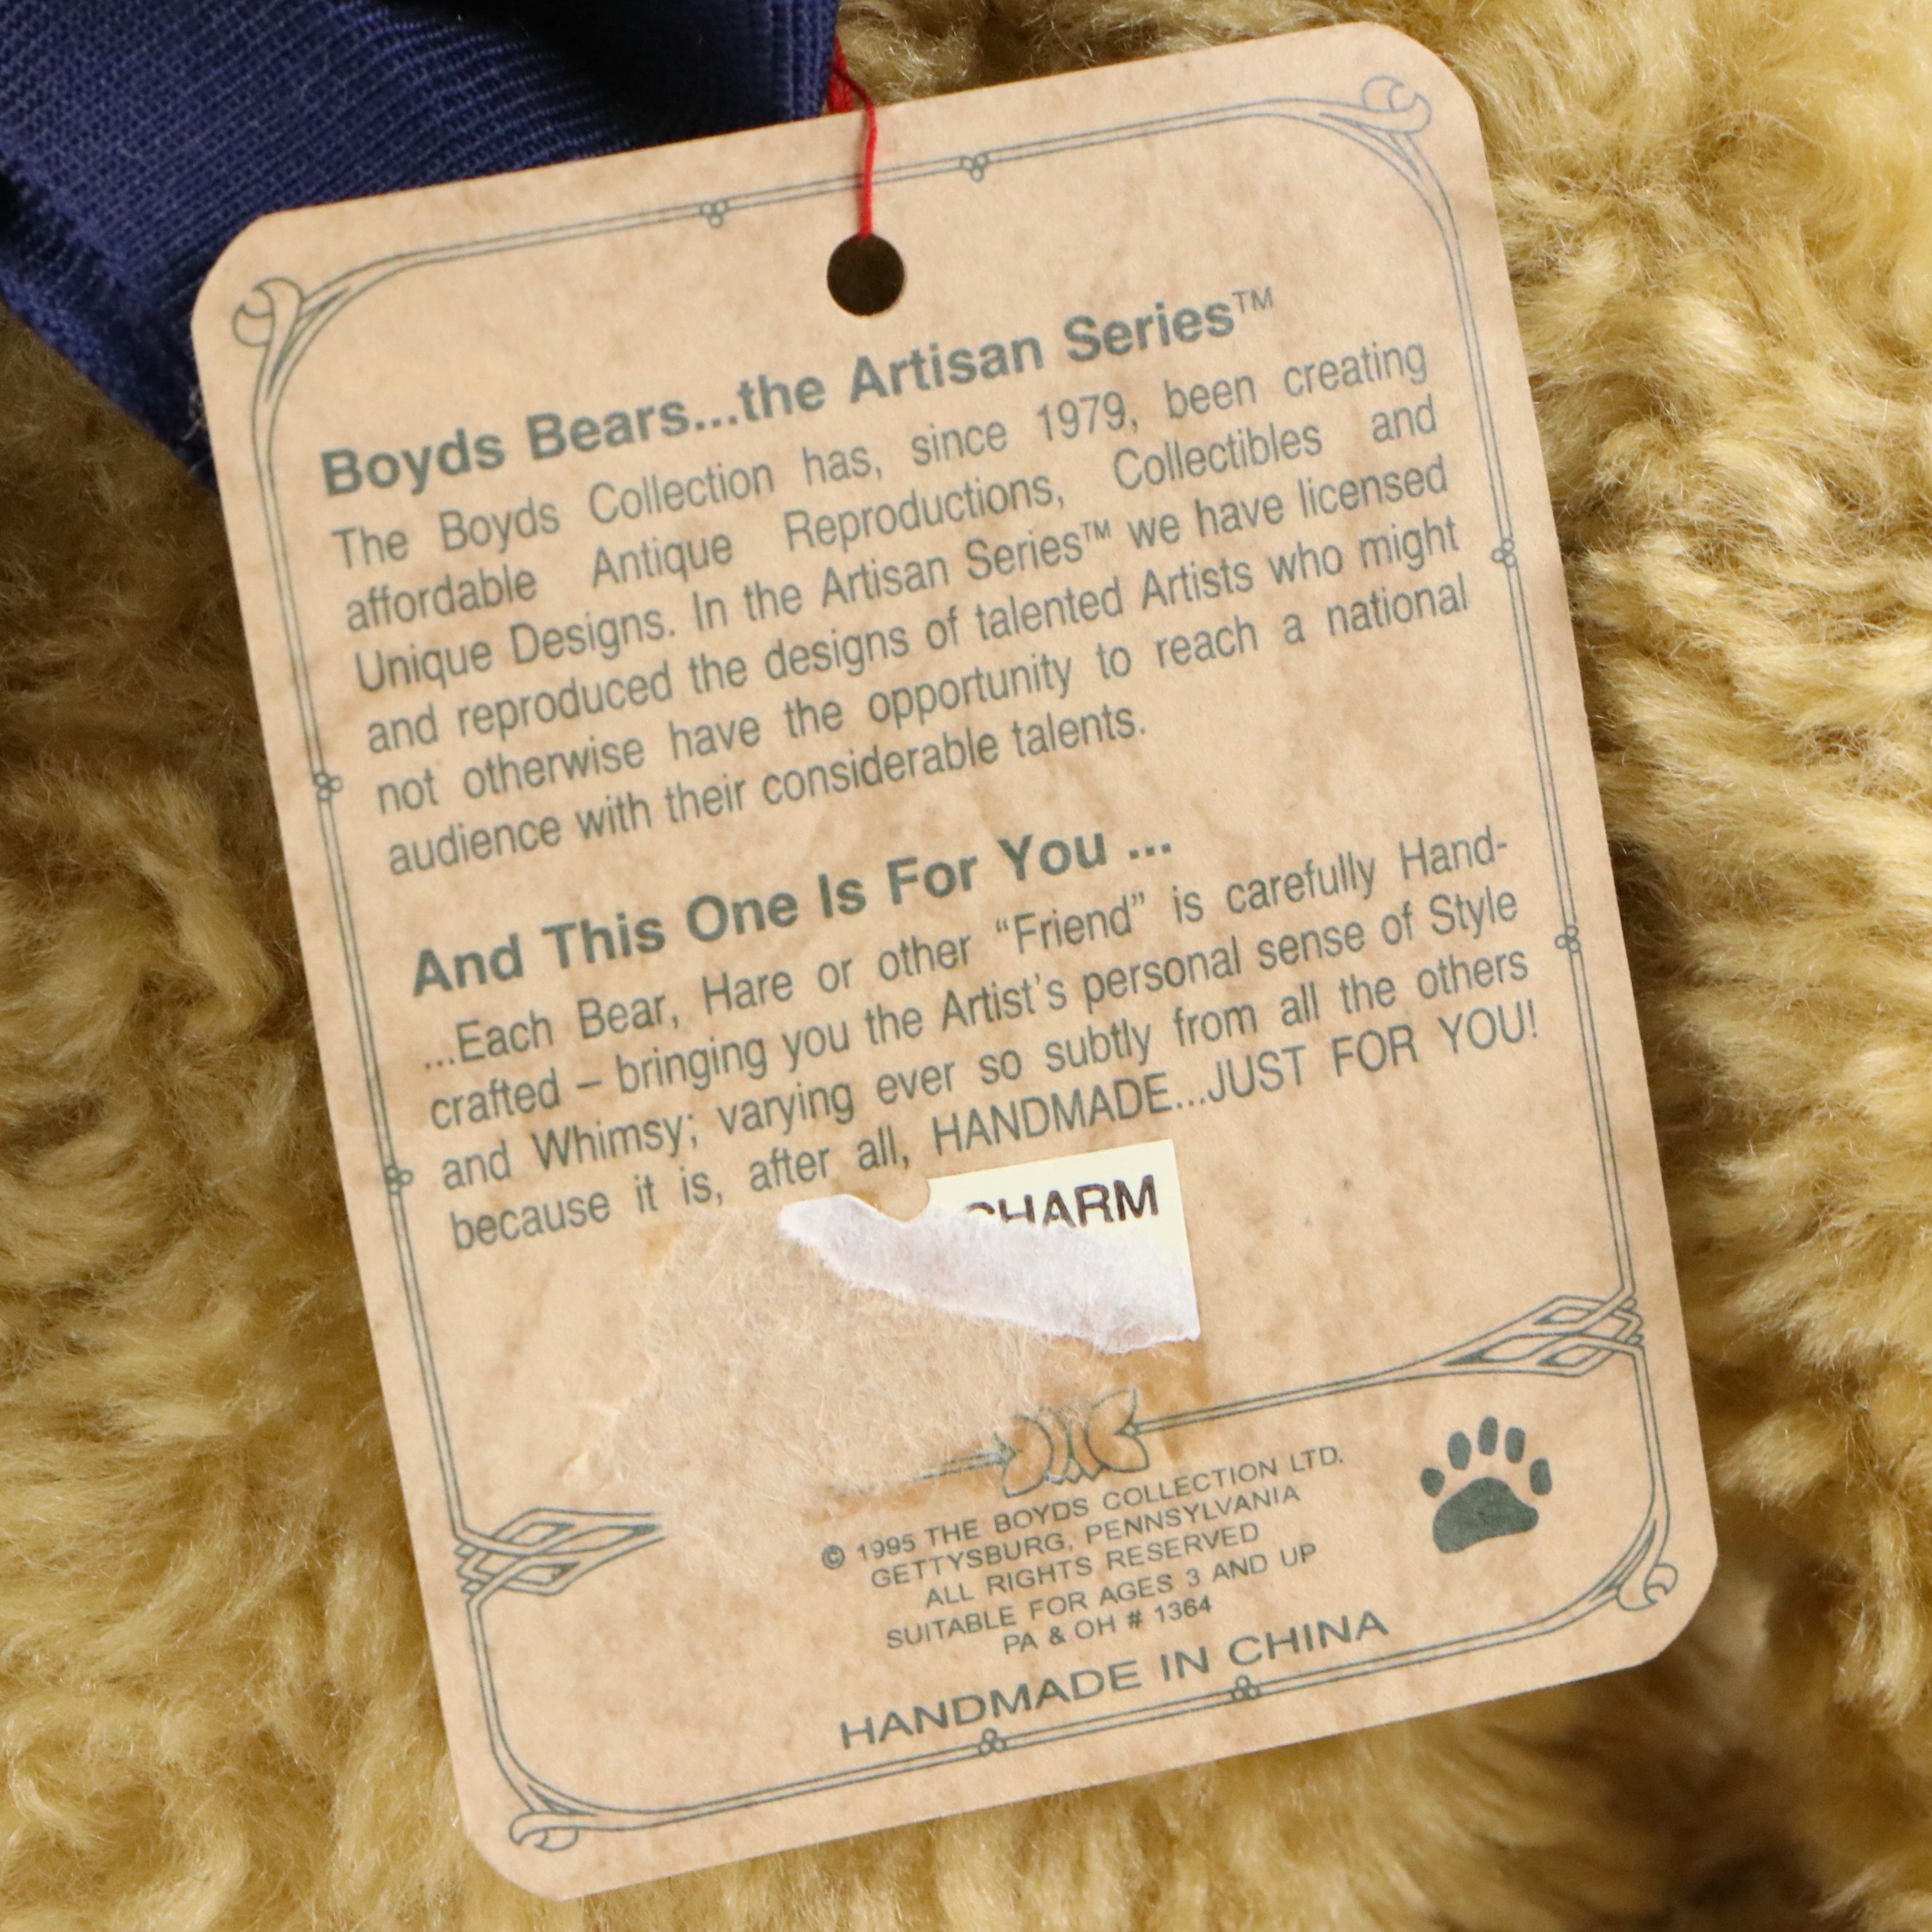 Boyds Bears...the Artisan Series™
The Boyds Collection has, since 1979, been creating
affordable Antique Reproductions, Collectibles and
Unique Designs. In the Artisan Series™ we have licensed
and reproduced the designs of talented Artists who might
not otherwise have the opportunity to reach a national
audience with their considerable talents.
And This One Is For You ...
...Each Bear, Hare or other “Friend” is carefully Hand-
crafted – bringing you the Artist's personal sense of Style
and Whimsy; varying ever so subtly from all the others
because it is, after all, HANDMADE...JUST FOR YOU!
CHARM
© 1995 THE BOYDS COLLECTION LTD.
GETTYSBURG, PENNSYLVANIA
ALL RIGHTS RESERVED
SUITABLE FOR AGES 3 AND UP
PA & OH # 1364
HANDMADE IN CHINA